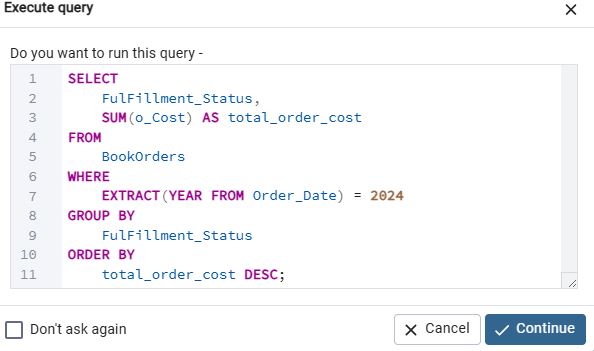 Execute query
Do you want to run this query -
1 SELECT
2 FulFillment_Status,
3 SUM(o_Cost) AS total_order_cost
4 FROM
5 BookOrders
6 WHERE
7 EXTRACT(YEAR FROM Order_Date) = 2024
8 GROUP BY
9 FulFillment_Status
10 ORDER BY
11 total_order_cost DESC;
Don't ask again Cancel Continue